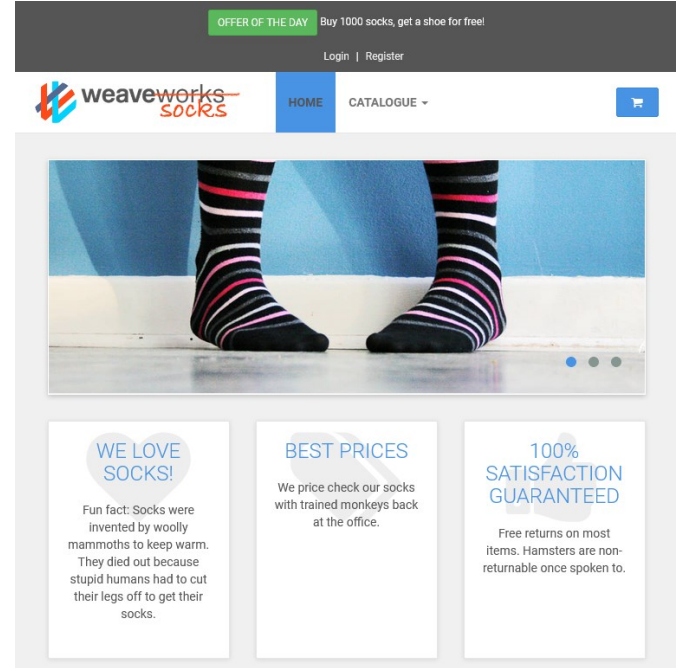 OFFER OF THE DAY Buy 1000 socks, get a shoe for free!
Login | Register
weaveworks
socks
HOME CATALOGUE
WE LOVE
SOCKS!
Fun fact: Socks were
invented by woolly
mammoths to keep warm.
They died out because
stupid humans had to cut
their legs off to get their
socks.
BEST PRICES
We price check our socks
with trained monkeys back
at the office.
100%
SATISFACTION
GUARANTEED
Free returns on most
items. Hamsters are non-
returnable once spoken to.